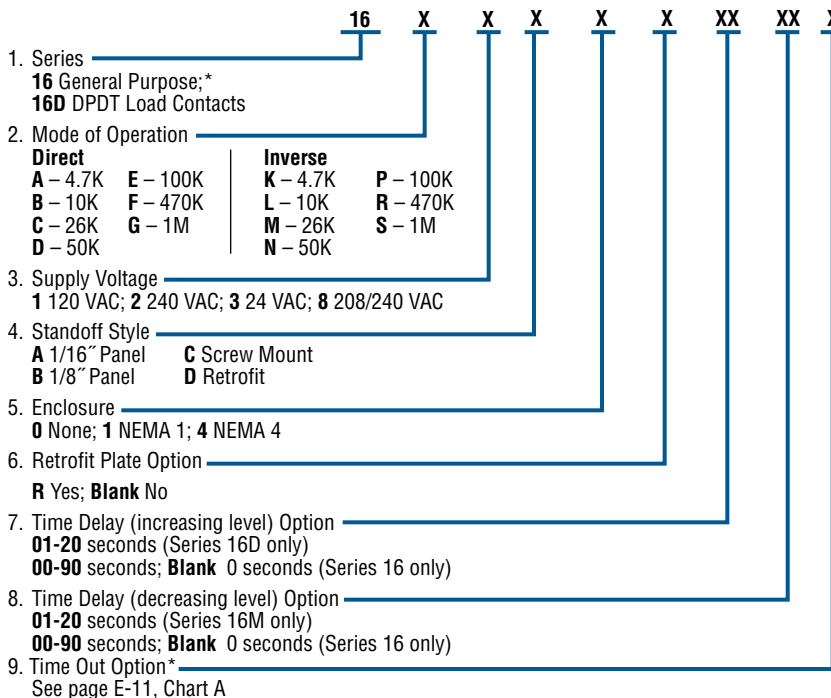 16 X X X X X XX XX X
1. Series
16 General Purpose;*
16D DPDT Load Contacts
2. Mode of Operation
Direct Inverse
A – 4.7K E – 100K K – 4.7K P – 100K
B – 10K F – 470K L – 10K R – 470K
C – 26K G – 1M M – 26K S – 1M
D – 50K N – 50K
3. Supply Voltage
1 120 VAC; 2 240 VAC; 3 24 VAC; 8 208/240 VAC
4. Standoff Style
A 1/16˝ Panel C Screw Mount
B 1/8˝ Panel D Retrofit
5. Enclosure
0 None; 1 NEMA 1; 4 NEMA 4
6. Retrofit Plate Option
R Yes; Blank No
7. Time Delay (increasing level) Option
01-20 seconds (Series 16D only)
00-90 seconds; Blank 0 seconds (Series 16 only)
8. Time Delay (decreasing level) Option
01-20 seconds (Series 16M only)
00-90 seconds; Blank 0 seconds (Series 16 only)
9. Time Out Option*
See page E-11, Chart A